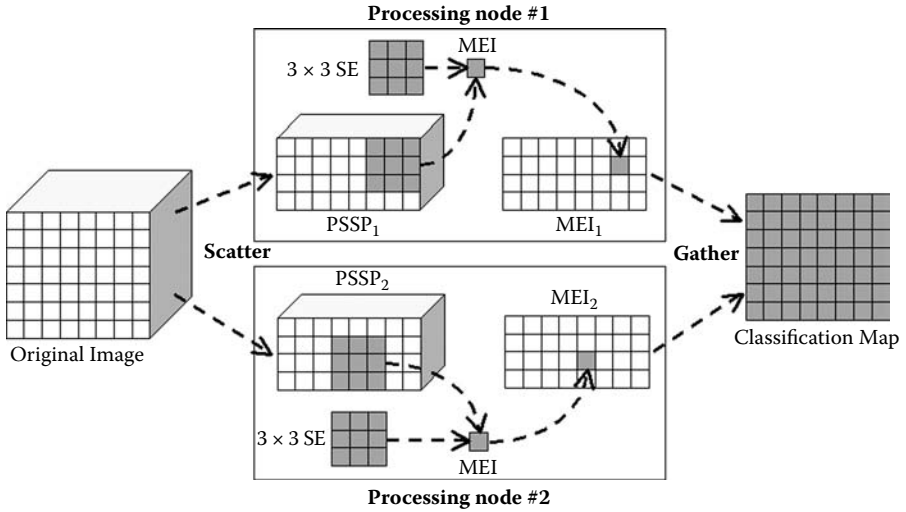 Processing node #1
MEI
3 × 3 SE
PSSP₁
MEI₁
Original Image
Scatter
Gather
Classification Map
PSSP₂
MEI₂
3 × 3 SE
MEI
Processing node #2